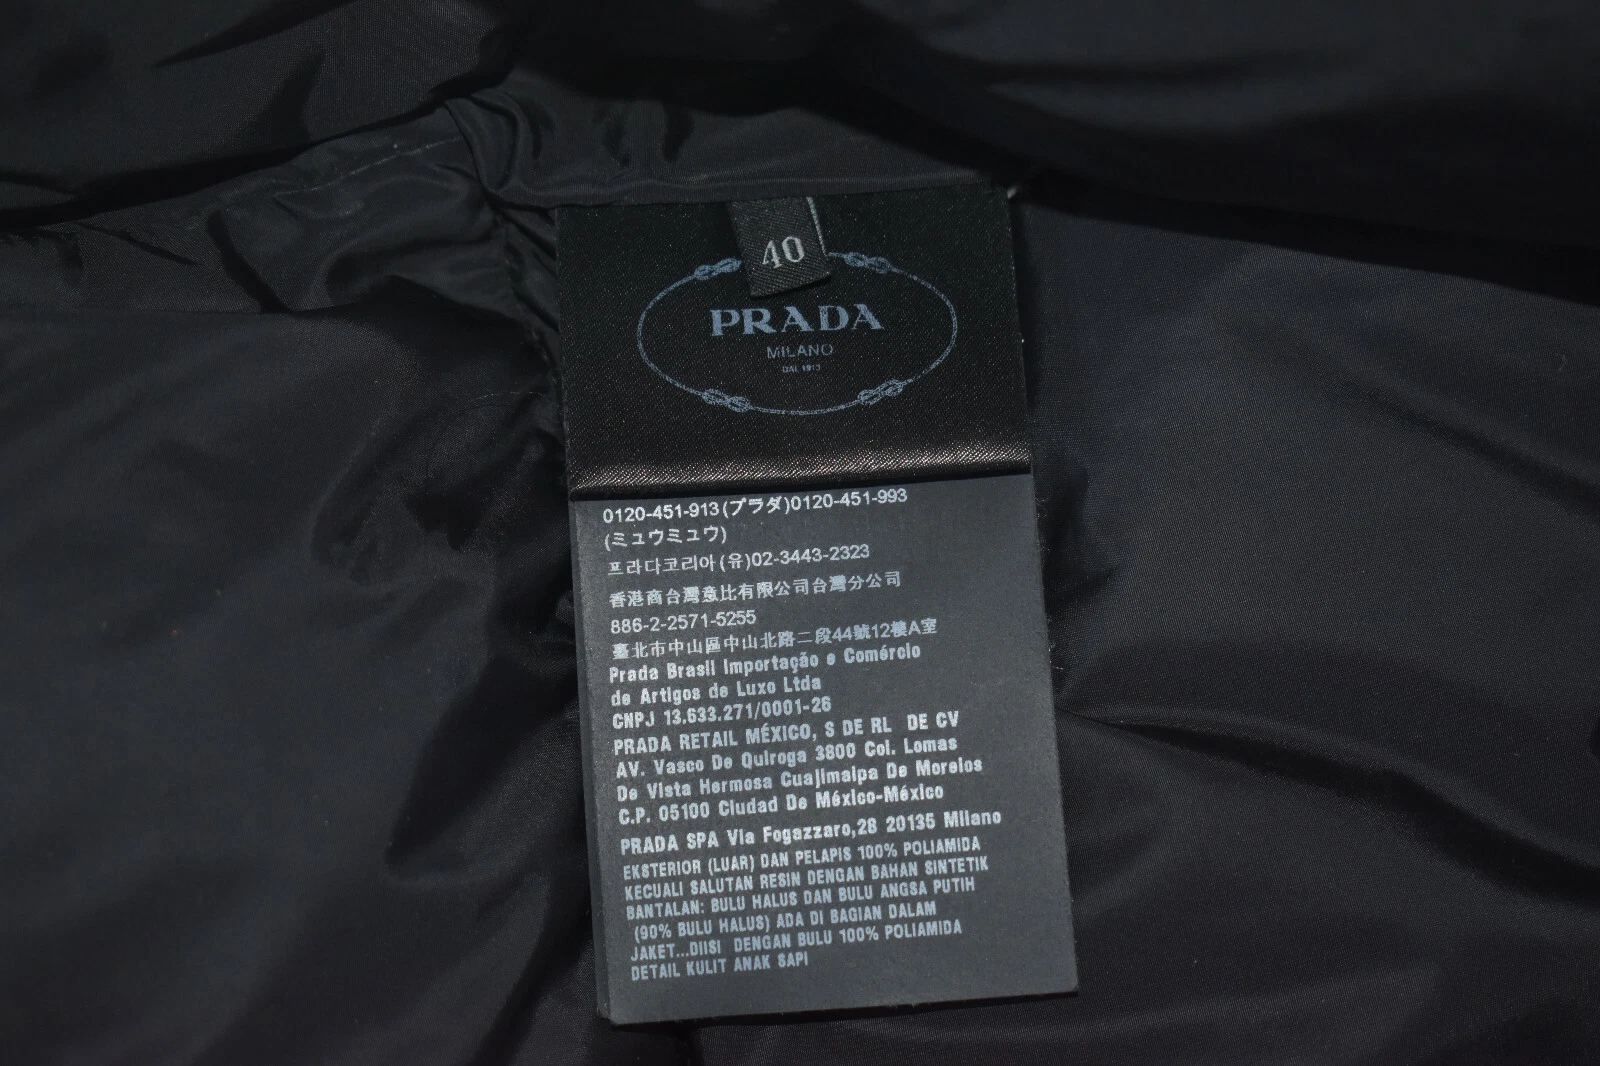 40
PRADA
MILANO
DAL 1913
0120-451-913(プラダ)0120-451-993
(ミュウミュウ)
프라다코리아(유)02-3443-2323
香港商台灣意比有限公司台灣分公司
886-2-2571-5255
臺北市中山區中山北路二段44號12樓A室
Prada Brasil Importação e Comércio
de Artigos de Luxo Ltda
CNPJ 13.633.271/0001-26
PRADA RETAIL MÉXICO, S DE RL DE CV
AV. Vasco De Quiroga 3800 Col. Lomas
De Vista Hermosa Cuajimalpa De Morelos
C.P. 05100 Ciudad De México-México
PRADA SPA Via Fogazzaro,28 20135 Milano
EKSTERIOR (LUAR) DAN PELAPIS 100% POLIAMIDA
KECUALI SALUTAN RESIN DENGAN BAHAN SINTETIK
BANTALAN: BULU HALUS DAN BULU ANGSA PUTIH
(90% BULU HALUS) ADA DI BAGIAN DALAM
JAKET...DIISI DENGAN BULU 100% POLIAMIDA
DETAIL KULIT ANAK SAPI